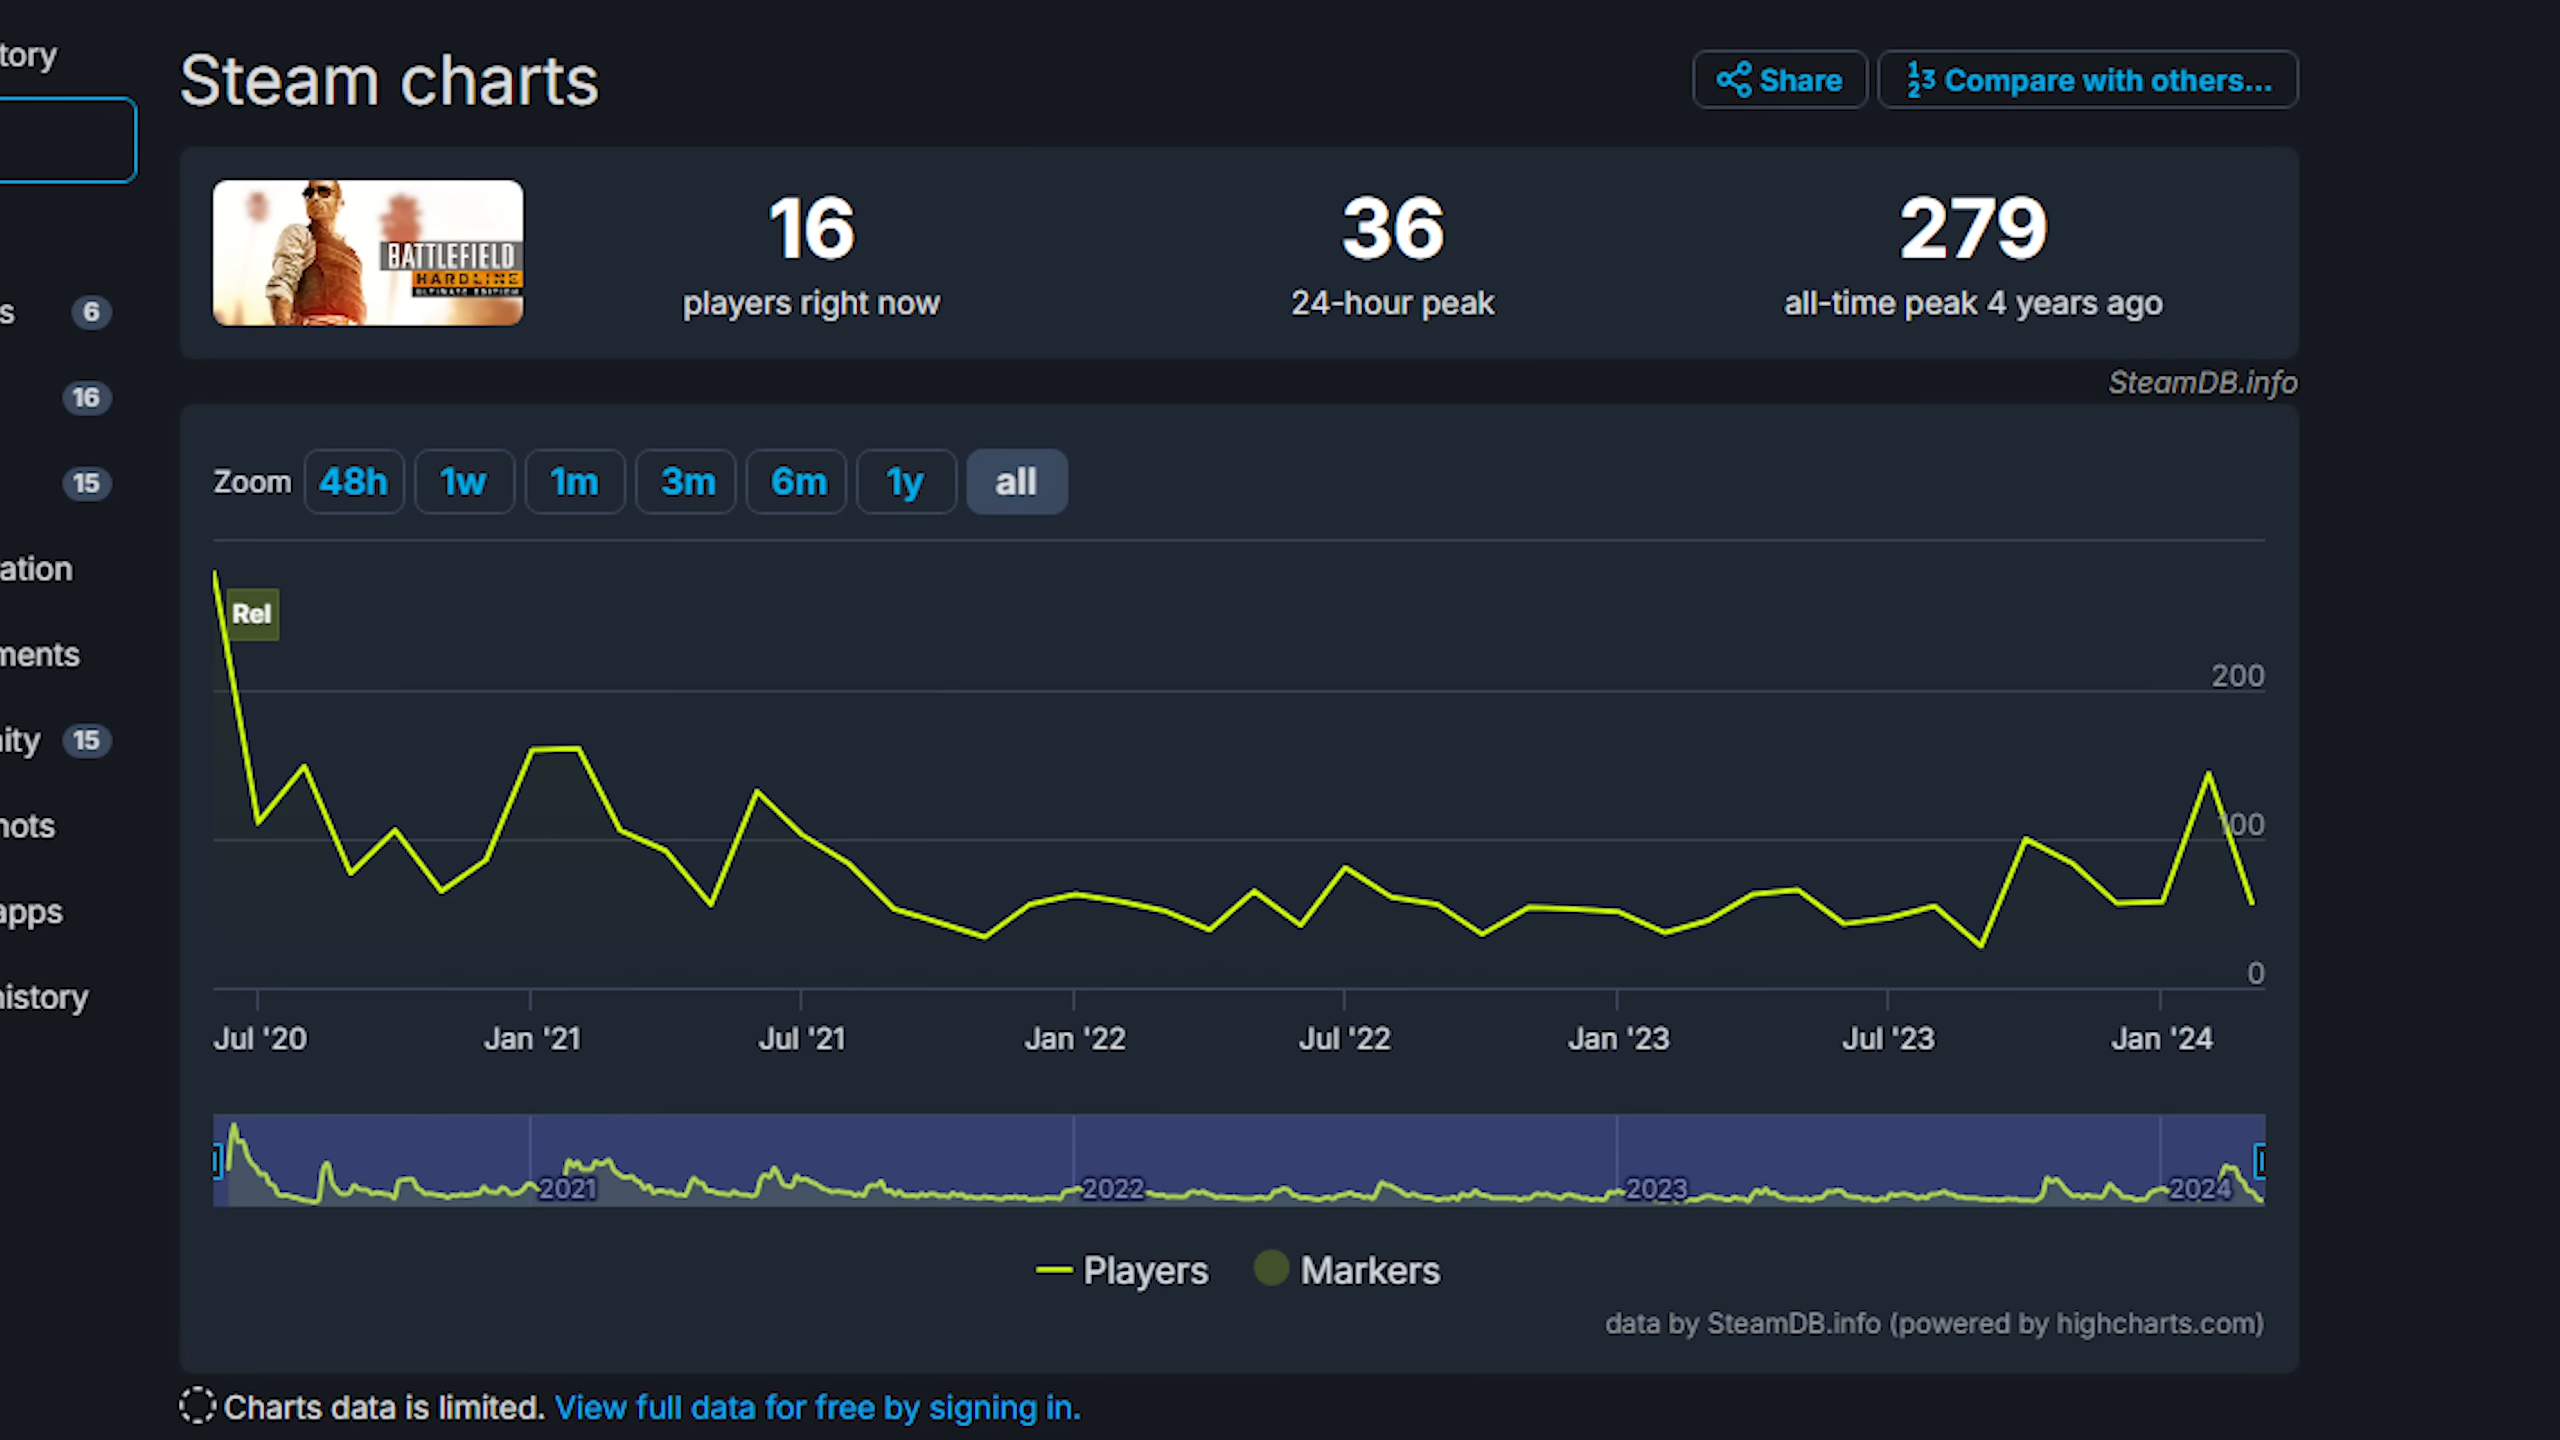 tory
Steam charts
Share
123 Compare with others...
BATTLEFIELD
HARDLINE
ULTIMATE EDITION
16
players right now
36
24-hour peak
279
all-time peak 4 years ago
SteamDB.info
s 6
16
15
ation
ments
ity 15
hots
apps
history
Zoom 48h 1w 1m 3m 6m 1y all
Rel
200
100
0
Jul '20 Jan '21 Jul '21 Jan '22 Jul '22 Jan '23 Jul '23 Jan '24
2021 2022 2023 2024
Players Markers
data by SteamDB.info (powered by highcharts.com)
Charts data is limited. View full data for free by signing in.